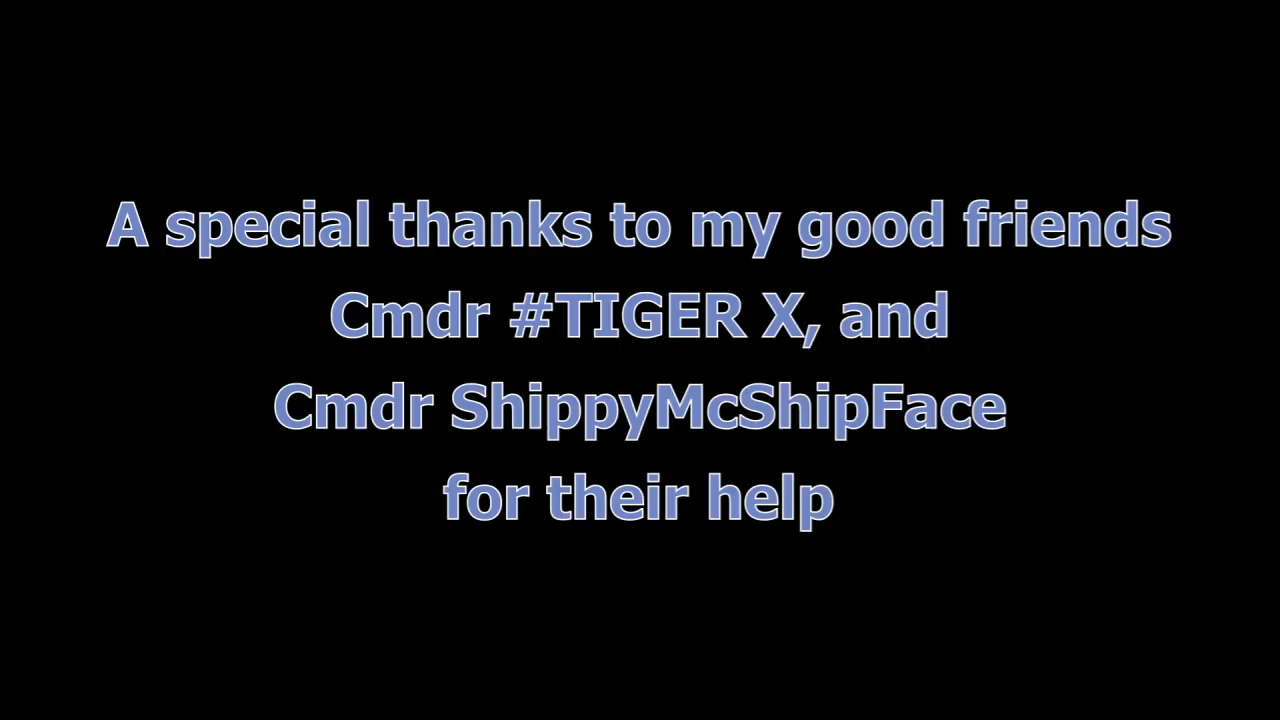 A special thanks to my good friends
Cmdr #TIGER X, and
Cmdr ShippyMcShipFace
for their help